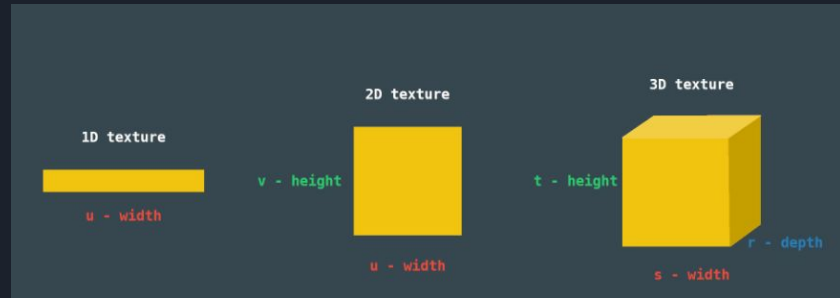 1D texture
u - width
2D texture
v - height
u - width
3D texture
t - height
r - depth
s - width